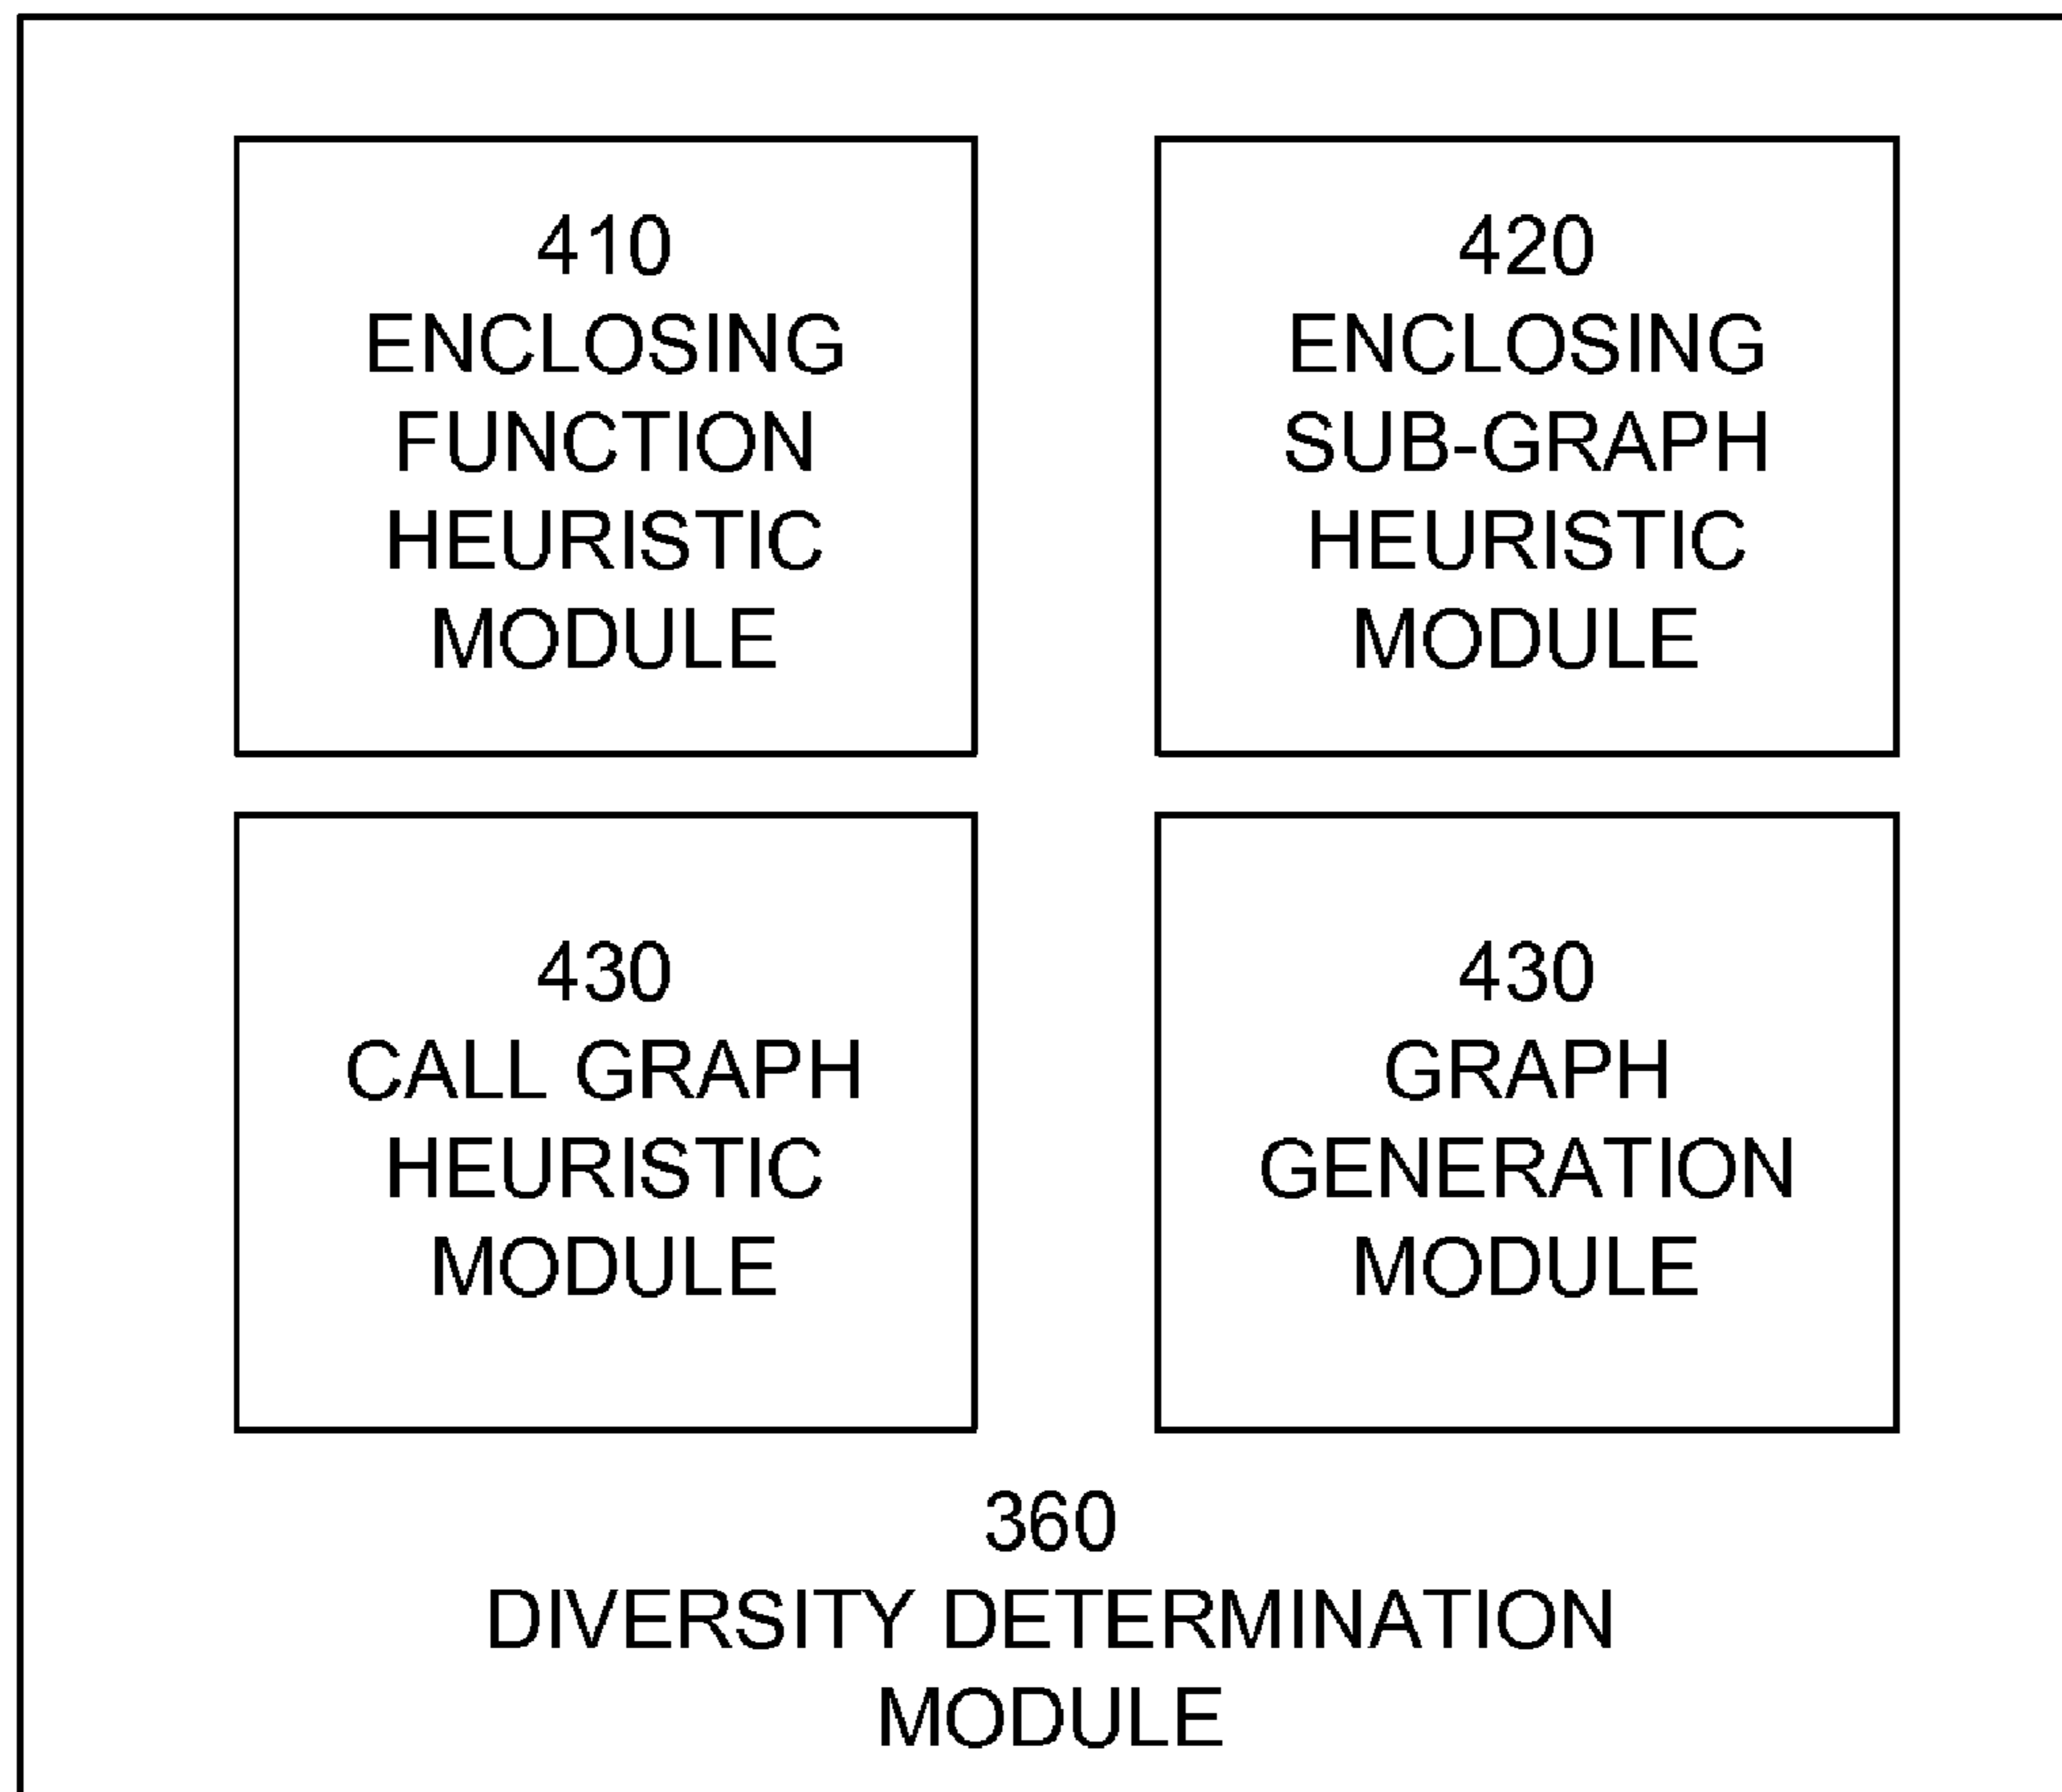 410
ENCLOSING
FUNCTION
HEURISTIC
MODULE
420
ENCLOSING
SUB-GRAPH
HEURISTIC
MODULE
430
CALL GRAPH
HEURISTIC
MODULE
430
GRAPH
GENERATION
MODULE
360
DIVERSITY DETERMINATION
MODULE